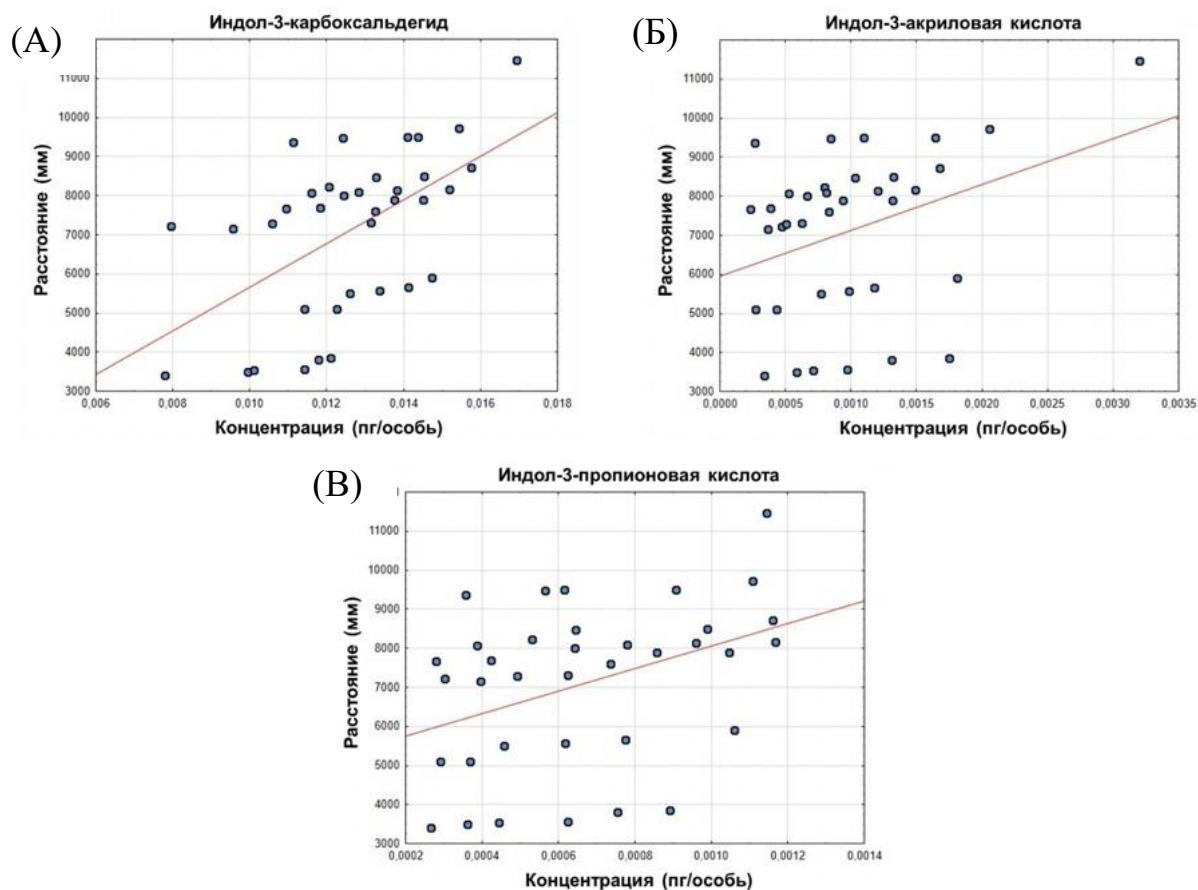 (А)
Индол-3-карбоксальдегид
Расстояние (мм)
11000
10000
9000
8000
7000
6000
5000
4000
3000
0,006 0,008 0,010 0,012 0,014 0,016 0,018
Концентрация (пг/особь)
(Б)
Индол-3-акриловая кислота
Расстояние (мм)
11000
10000
9000
8000
7000
6000
5000
4000
3000
0,0000 0,0005 0,0010 0,0015 0,0020 0,0025 0,0030 0,0035
Концентрация (пг/особь)
(В)
Индол-3-пропионовая кислота
Расстояние (мм)
11000
10000
9000
8000
7000
6000
5000
4000
3000
0,0002 0,0004 0,0006 0,0008 0,0010 0,0012 0,0014
Концентрация (пг/особь)